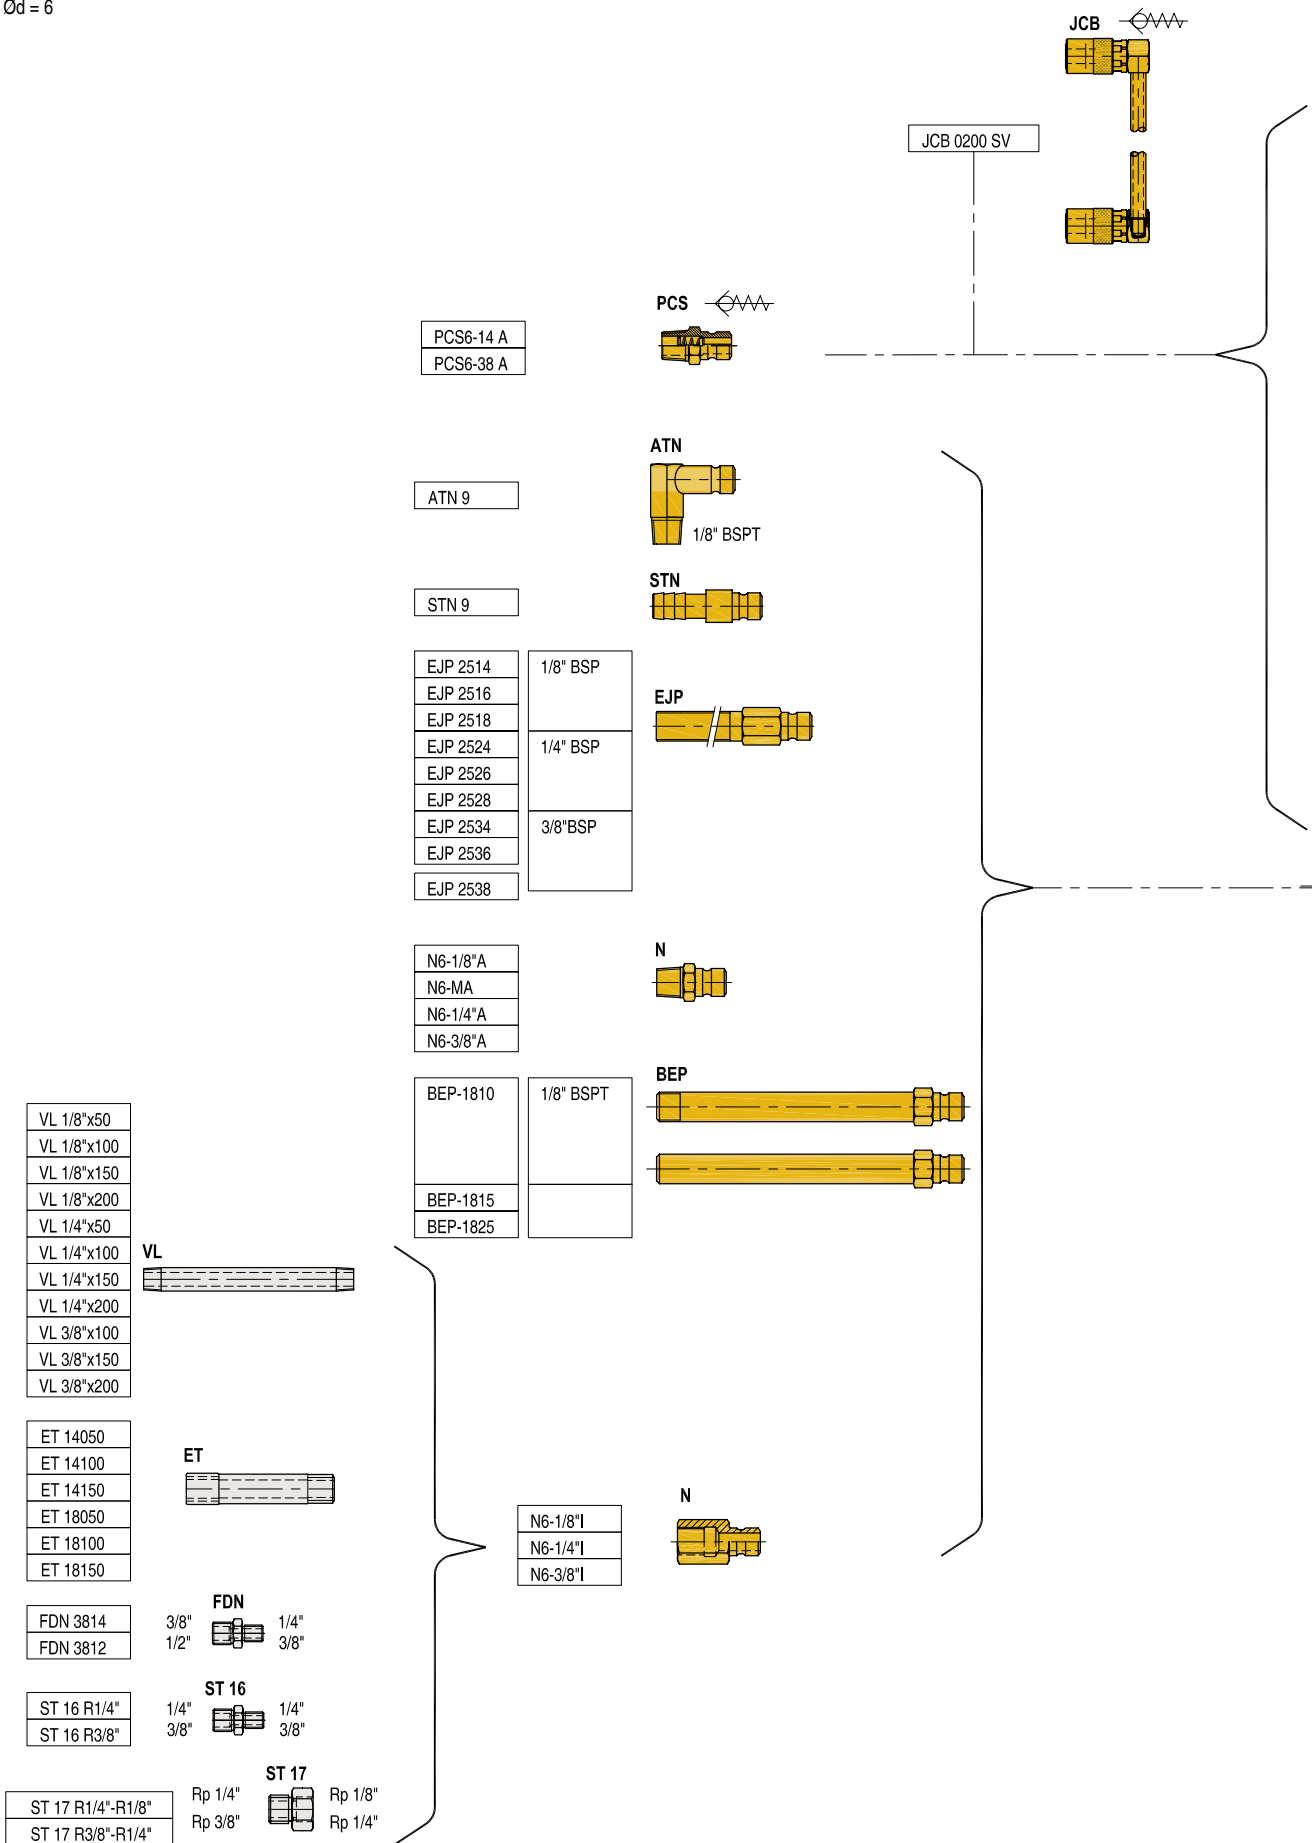 Ød = 6
JCB
JCB 0200 SV
PCS
PCS6-14 A
PCS6-38 A
ATN
ATN 9
1/8" BSPT
STN
STN 9
EJP 2514
1/8" BSP
EJP 2516
EJP
EJP 2518
EJP 2524
1/4" BSP
EJP 2526
EJP 2528
EJP 2534
3/8"BSP
EJP 2536
EJP 2538
N
N6-1/8"A
N6-MA
N6-1/4"A
N6-3/8"A
BEP
BEP-1810
1/8" BSPT
BEP-1815
BEP-1825
VL 1/8"x50
VL 1/8"x100
VL 1/8"x150
VL 1/8"x200
VL 1/4"x50
VL 1/4"x100
VL
VL 1/4"x150
VL 1/4"x200
VL 3/8"x100
VL 3/8"x150
VL 3/8"x200
ET 14050
ET 14100
ET
ET 14150
ET 18050
ET 18100
ET 18150
N
N6-1/8"I
N6-1/4"I
N6-3/8"I
FDN
FDN 3814
3/8"
1/4"
FDN 3812
1/2"
3/8"
ST 16
ST 16 R1/4"
1/4"
1/4"
ST 16 R3/8"
3/8"
3/8"
ST 17
ST 17 R1/4"-R1/8"
Rp 1/4"
Rp 1/8"
ST 17 R3/8"-R1/4"
Rp 3/8"
Rp 1/4"